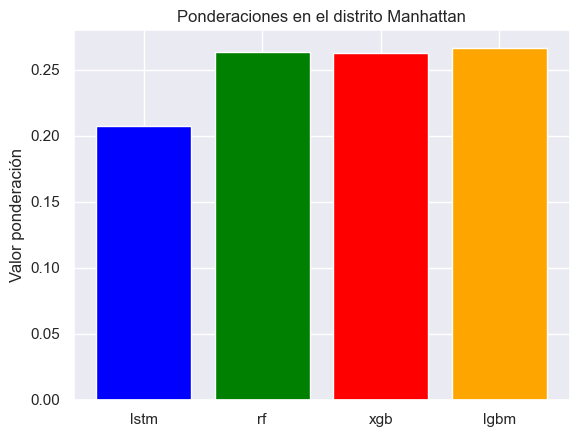 Ponderaciones en el distrito Manhattan
Valor ponderación
0.25
0.20
0.15
0.10
0.05
0.00
lstm rf xgb lgbm